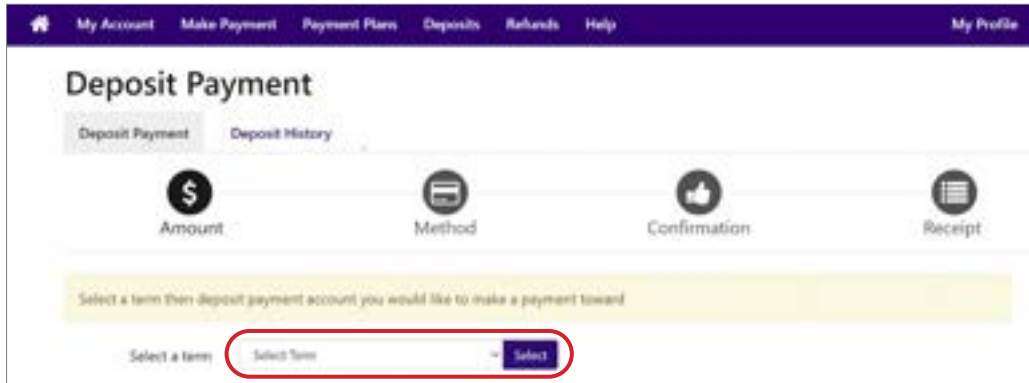 My Account Make Payment Payment Plans Deposits Refunds Help My Profile
Deposit Payment
Deposit Payment Deposit History
$
Amount Method Confirmation Receipt
Select a term then deposit payment account you would like to make a payment toward
Select a term Select Term Select